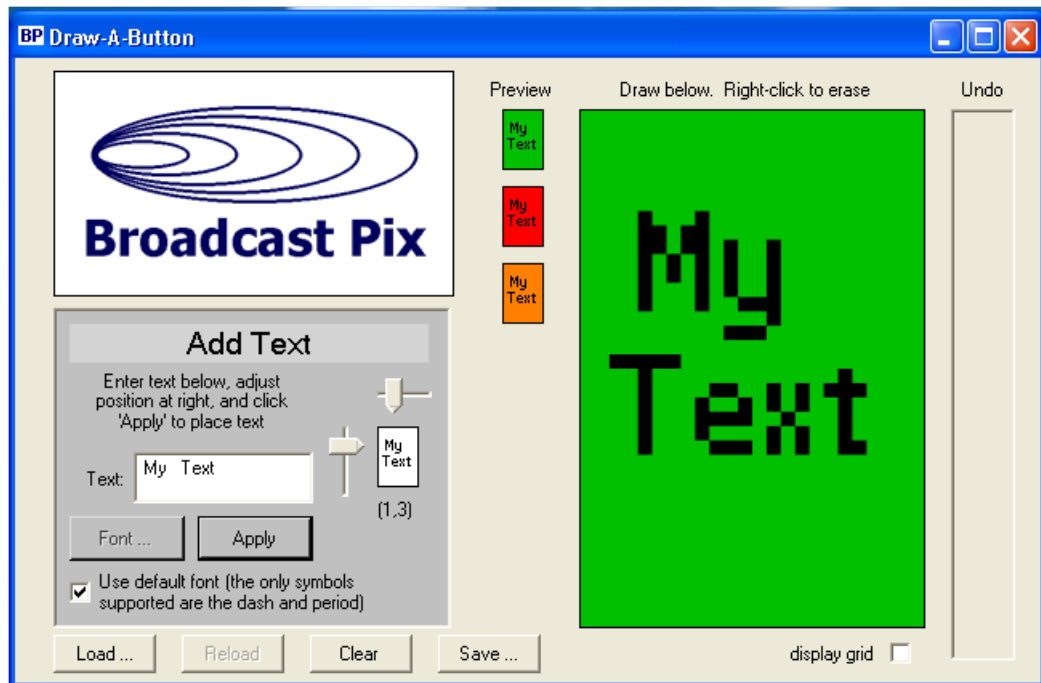 BP Draw-A-Button
Broadcast Pix
Preview
Draw below. Right-click to erase
Undo
My
Text
My
Text
My
Text
My
Text
Add Text
Enter text below, adjust
position at right, and click
'Apply' to place text
Text: My Text
My
Text
(1,3)
Font ...
Apply
Use default font (the only symbols
supported are the dash and period)
Load ...
Reload
Clear
Save ...
display grid